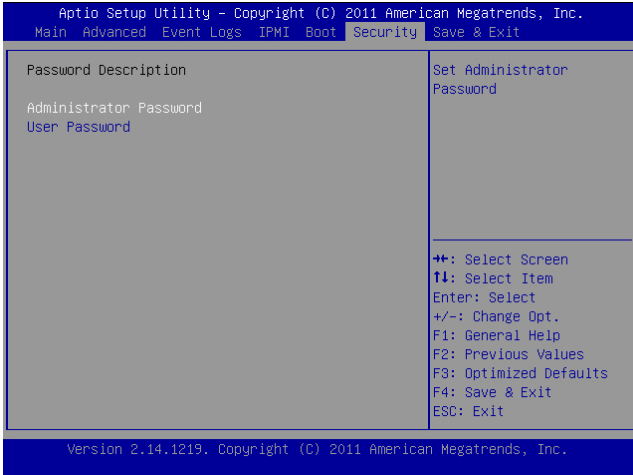 Aptio Setup Utility – Copyright (C) 2011 American Megatrends, Inc.
Main Advanced Event Logs IPMI Boot Security Save & Exit
Password Description
Administrator Password
User Password
Set Administrator
Password
→←: Select Screen
↑↓: Select Item
Enter: Select
+/-: Change Opt.
F1: General Help
F2: Previous Values
F3: Optimized Defaults
F4: Save & Exit
ESC: Exit
Version 2.14.1219. Copyright (C) 2011 American Megatrends, Inc.